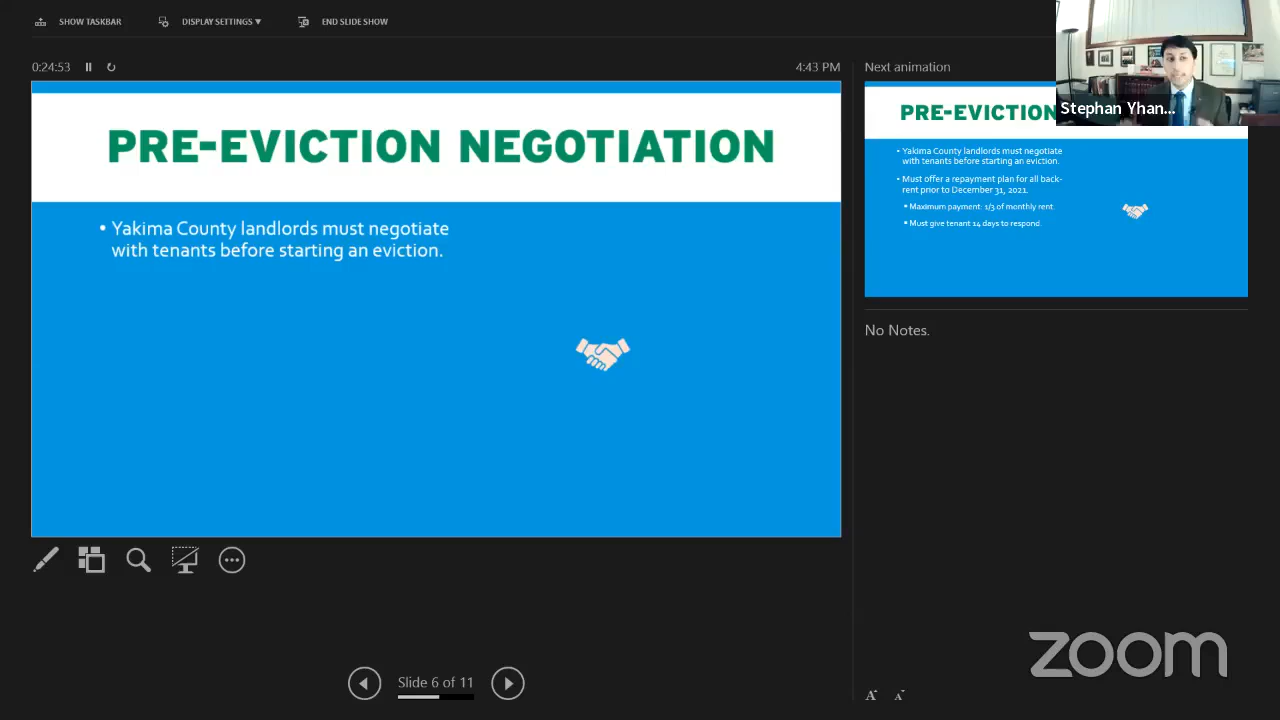 SHOW TASKBAR
DISPLAY SETTINGS ▼
END SLIDE SHOW
0:24:53
4:43 PM
PRE-EVICTION NEGOTIATION
• Yakima County landlords must negotiate
with tenants before starting an eviction.
Slide 6 of 11
Next animation
Stephan Yhan...
PRE-EVICTION
• Yakima County landlords must negotiate
with tenants before starting an eviction.
• Must offer a repayment plan for all back-
rent prior to December 31, 2021.
• Maximum payment: 1/3 of monthly rent.
• Must give tenant 14 days to respond.
No Notes.
A A
zoom